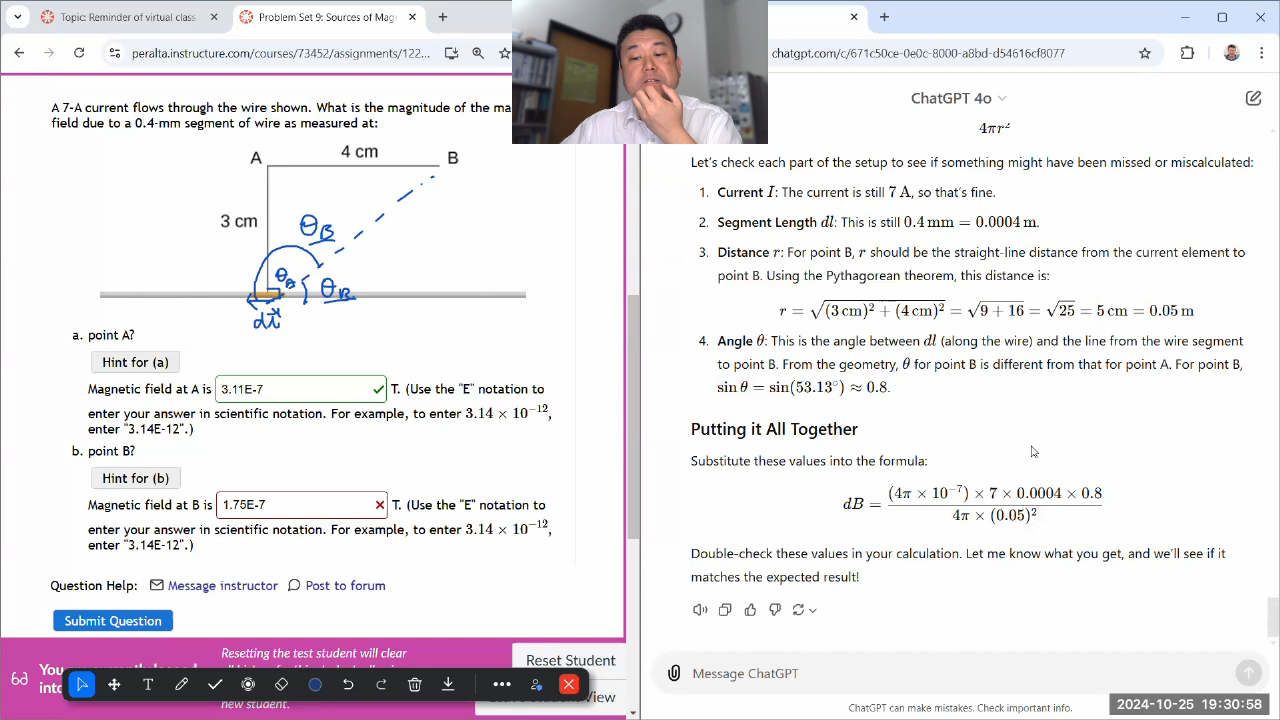 Topic: Reminder of virtual class
Problem Set 9: Sources of Magn
peralta.instructure.com/courses/73452/assignments/122...
A 7-A current flows through the wire shown. What is the magnitude of the ma
field due to a 0.4-mm segment of wire as measured at:
A
4 cm
B
3 cm
θB
θA
θB
dl
a. point A?
Hint for (a)
Magnetic field at A is 3.11E-7 T. (Use the "E" notation to
enter your answer in scientific notation. For example, to enter 3.14 × 10⁻¹²,
enter "3.14E-12".)
b. point B?
Hint for (b)
Magnetic field at B is 1.75E-7 T. (Use the "E" notation to
enter your answer in scientific notation. For example, to enter 3.14 × 10⁻¹²,
enter "3.14E-12".)
Question Help: Message instructor Post to forum
Submit Question
Resetting the test student will clear
Reset Student
into
new student.
View
chatgpt.com/c/671c50ce-0e0c-8000-a8bd-d54616cdf077
ChatGPT 4o
4πr²
Let's check each part of the setup to see if something might have been missed or miscalculated:
1. Current I: The current is still 7 A, so that's fine.
2. Segment Length dl: This is still 0.4 mm = 0.0004 m.
3. Distance r: For point B, r should be the straight-line distance from the current element to
point B. Using the Pythagorean theorem, this distance is:
r = √(3 cm)² + (4 cm)² = √9 + 16 = √25 = 5 cm = 0.05 m
4. Angle θ: This is the angle between dl (along the wire) and the line from the wire segment
to point B. From the geometry, θ for point B is different from that for point A. For point B,
sin θ = sin(53.13°) ≈ 0.8.
Putting it All Together
Substitute these values into the formula:
dB = (4π × 10⁻⁷) × 7 × 0.0004 × 0.8
4π × (0.05)²
Double-check these values in your calculation. Let me know what you get, and we'll see if it
matches the expected result!
Message ChatGPT
ChatGPT can make mistakes. Check important info.
2024-10-25 19:30:58